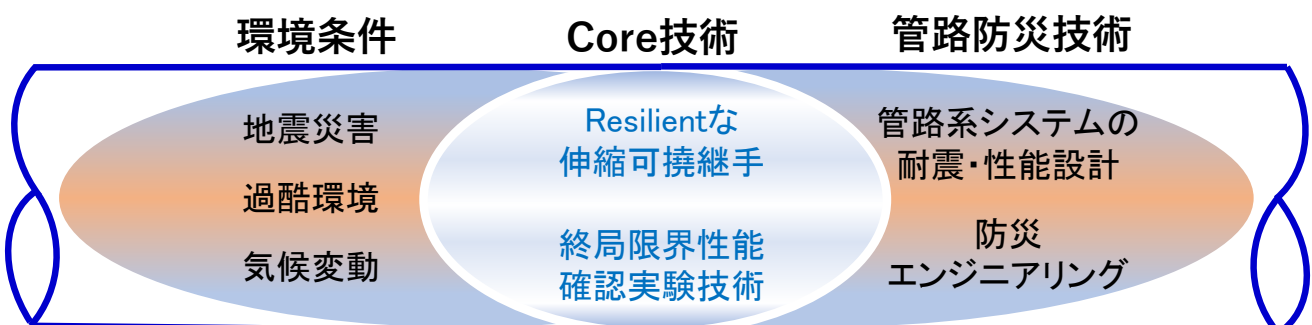 環境条件
地震災害
過酷環境
気候変動
Core技術
Resilientな
伸縮可撓継手
終局限界性能
確認実験技術
管路防災技術
管路系システムの
耐震・性能設計
防災
エンジニアリング